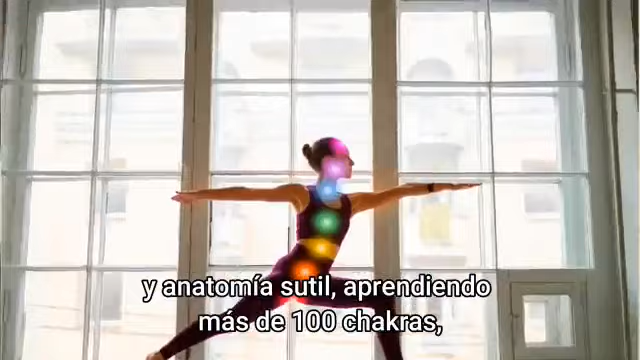 y anatomía sutil, aprendiendo
más de 100 chakras,